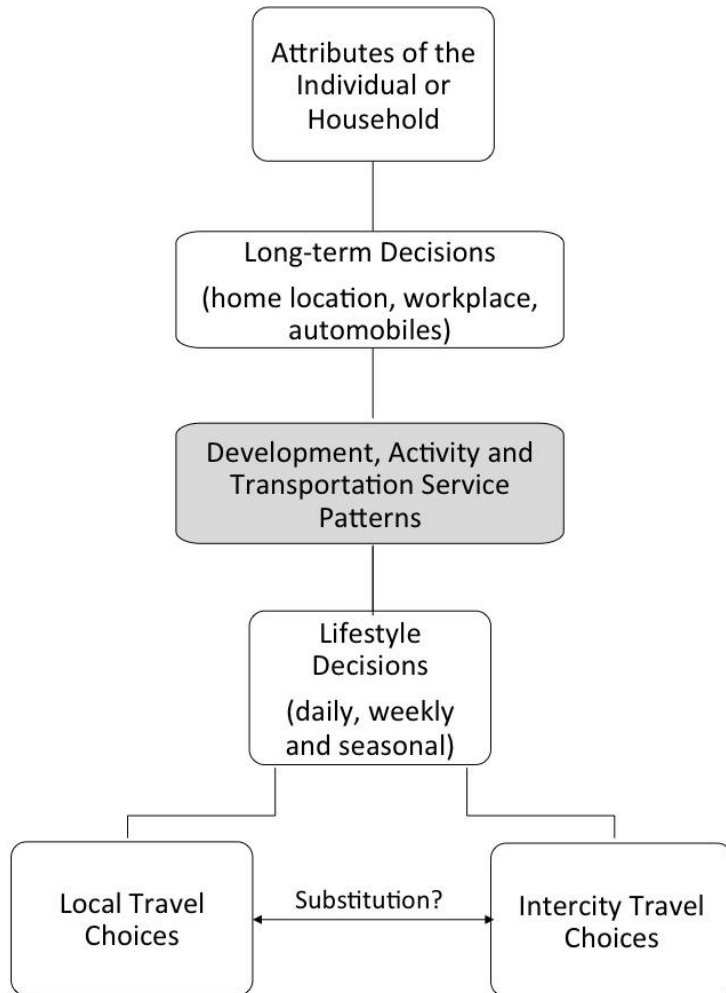 Attributes of the
Individual or
Household
Long-term Decisions
(home location, workplace,
automobiles)
Development, Activity and
Transportation Service
Patterns
Lifestyle
Decisions
(daily, weekly
and seasonal)
Local Travel
Choices
Substitution?
Intercity Travel
Choices